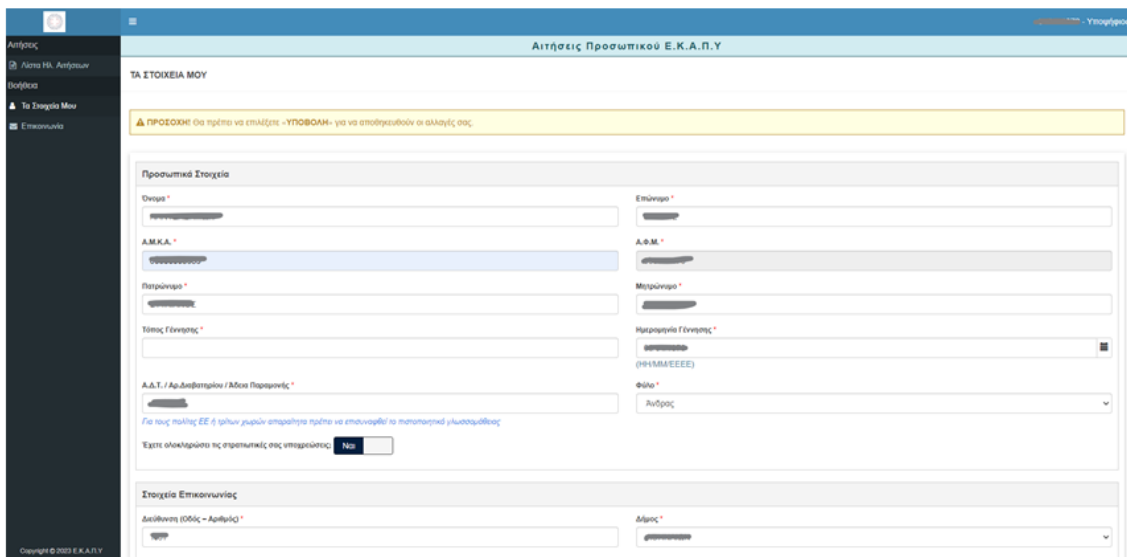 - Υποψήφιος
Αιτήσεις
Αιτήσεις Προσωπικού Ε.Κ.Α.Π.Υ
Λίστα Ηλ. Αιτήσεων
ΤΑ ΣΤΟΙΧΕΙΑ ΜΟΥ
Βοήθεια
Τα Στοιχεία Μου
Επικοινωνία
ΠΡΟΣΟΧΗ! Θα πρέπει να επιλέξετε «ΥΠΟΒΟΛΗ» για να αποθηκευθούν οι αλλαγές σας.
Προσωπικά Στοιχεία
Όνομα *
Επώνυμο *
Α.Μ.Κ.Α. *
Α.Φ.Μ. *
Πατρώνυμο *
Μητρώνυμο *
Τόπος Γέννησης *
Ημερομηνία Γέννησης *
(ΗΗ/ΜΜ/ΕΕΕΕ)
Α.Δ.Τ. / Αρ.Διαβατηρίου / Άδεια Παραμονής *
Φύλο *
Άνδρας
Για τους πολίτες ΕΕ ή τρίτων χωρών απαραίτητα πρέπει να επισυναφθεί το πιστοποιητικό γλωσσομάθειας
Έχετε ολοκληρώσει τις στρατιωτικές σας υποχρεώσεις; Ναι
Στοιχεία Επικοινωνίας
Διεύθυνση (Οδός – Αριθμός) *
Δήμος *
Copyright © 2023 Ε.Κ.Α.Π.Υ